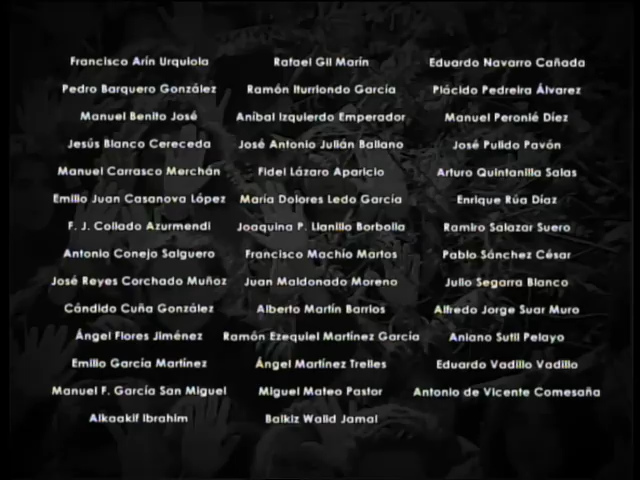 Francisco Arín Urquiola
Rafael Gil Marín
Eduardo Navarro Cañada
Pedro Barquero González
Ramón Iturriondo García
Plácido Pedreira Álvarez
Manuel Benito José
Aníbal Izquierdo Emperador
Manuel Peronié Díez
Jesús Blanco Cereceda
José Antonio Julián Bailano
José Pulido Pavón
Manuel Carrasco Merchán
Fidel Lázaro Aparicio
Arturo Quintanilla Salas
Emilio Juan Casanova López
María Dolores Ledo García
Enrique Rúa Díaz
F. J. Collado Azurmendi
Joaquina P. Llanillo Borbolla
Ramiro Salazar Suero
Antonio Conejo Salguero
Francisco Machío Martos
Pablo Sánchez César
José Reyes Corchado Muñoz
Juan Maldonado Moreno
Julio Segarra Blanco
Cándido Cuña González
Alberto Martín Barrios
Alfredo Jorge Suar Muro
Ángel Flores Jiménez
Ramón Ezequiel Martínez García
Aniano Sutil Pelayo
Emilio García Martínez
Ángel Martínez Trelles
Eduardo Vadillo Vadillo
Manuel F. García San Miguel
Miguel Mateo Pastor
Antonio de Vicente Comesaña
Alkaakif Ibrahim
Balkiz Walid Jamal